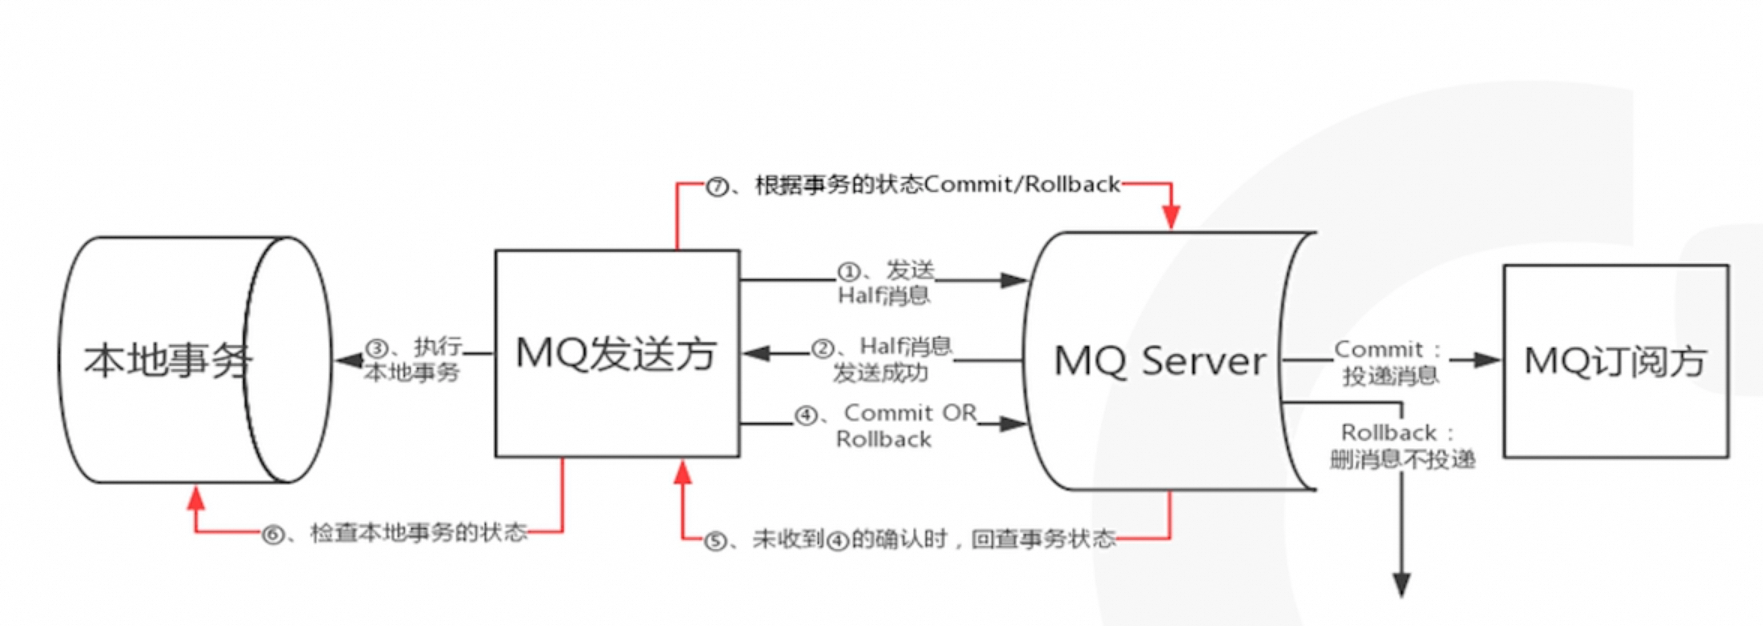 ⑦、根据事务的状态Commit/Rollback
①、发送
Half消息
本地事务
③、执行
本地事务
MQ发送方
②、Half消息
发送成功
MQ Server
Commit：
投递消息
MQ订阅方
④、Commit OR
Rollback
Rollback：
删消息不投递
⑥、检查本地事务的状态
⑤、未收到④的确认时，回查事务状态